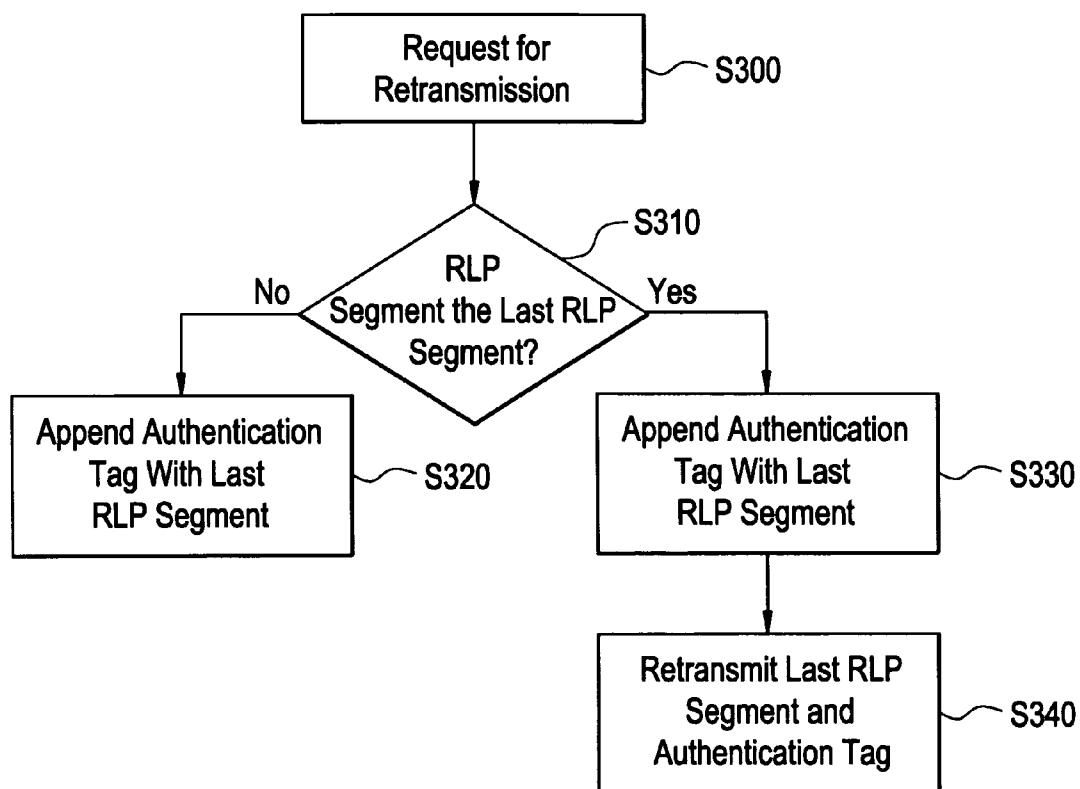 Request for
Retransmission
S300
S310
RLP
Segment the Last RLP
Segment?
No
Yes
Append Authentication
Tag With Last
RLP Segment
S320
Append Authentication
Tag With Last
RLP Segment
S330
Retransmit Last RLP
Segment and
Authentication Tag
S340